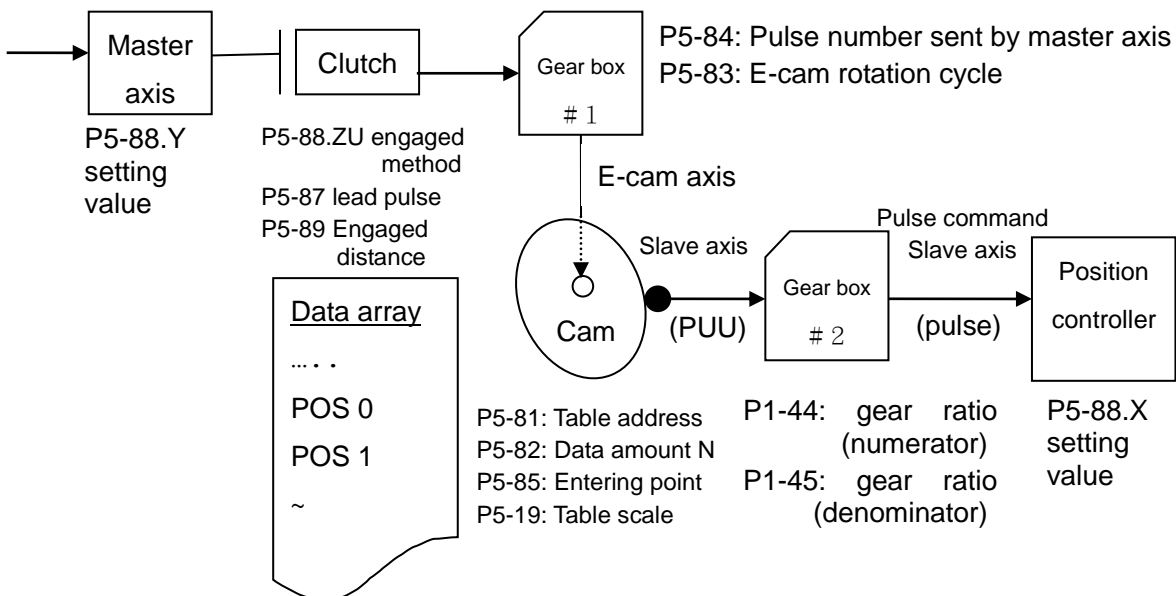 Master
axis
P5-88.Y
setting
value
Clutch
P5-88.ZU engaged
method
P5-87 lead pulse
P5-89 Engaged
distance
Gear box
#１
P5-84: Pulse number sent by master axis
P5-83: E-cam rotation cycle
E-cam axis
Data array
…. .
POS 0
POS 1
~
Cam
Slave axis
(PUU)
P5-81: Table address
P5-82: Data amount N
P5-85: Entering point
P5-19: Table scale
Gear box
#２
P1-44: gear ratio
(numerator)
P1-45: gear ratio
(denominator)
Pulse command
Slave axis
(pulse)
Position
controller
P5-88.X
setting
value